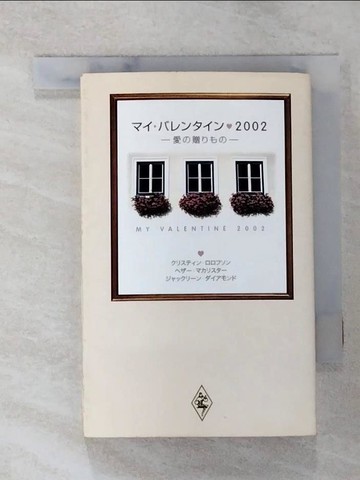 マイ・バレンタイン♥2002
―愛の贈りもの―
MY VALENTINE 2002
クリスティン・ロロフソン
ヘザー・マカリスター
ジャックリーン・ダイアモンド